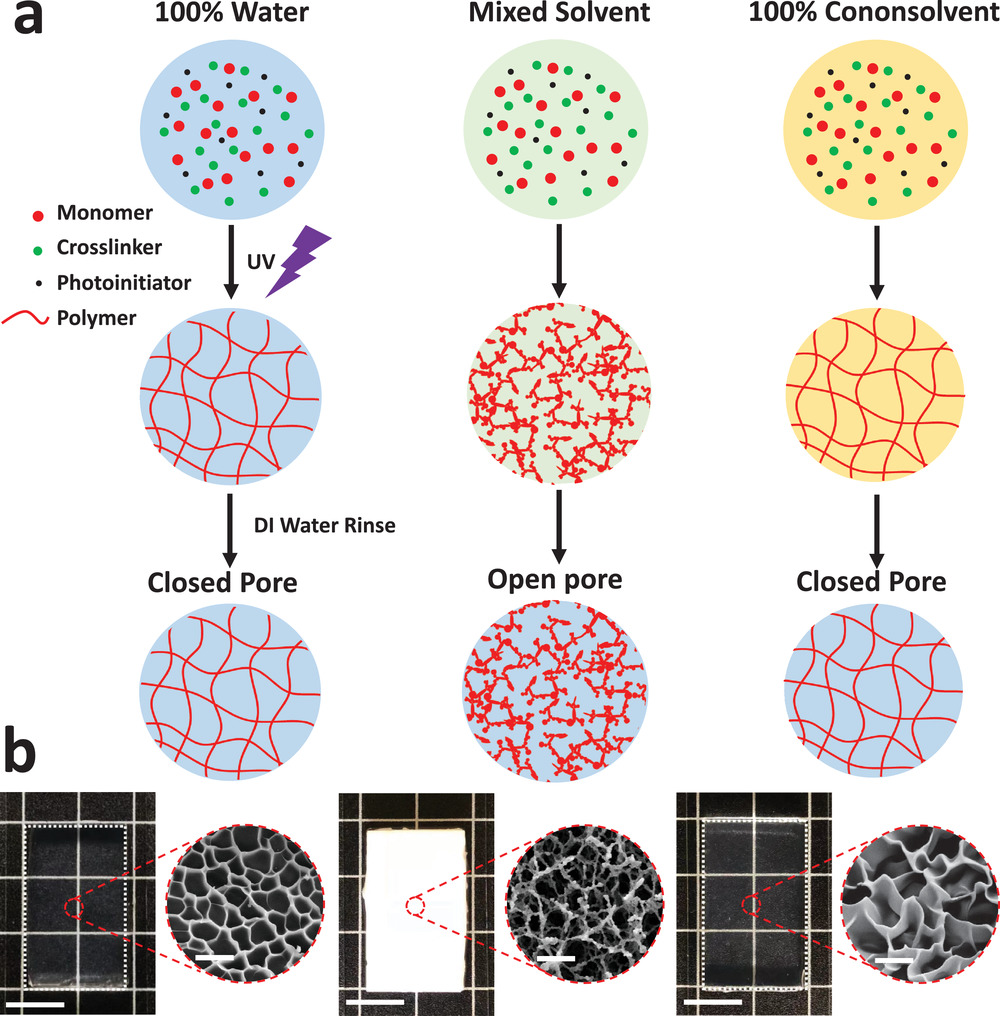 a
100% Water
Mixed Solvent
100% Cononsolvent
Monomer
Crosslinker
Photoinitiator
Polymer
UV
DI Water Rinse
Closed Pore
Open pore
Closed Pore
b